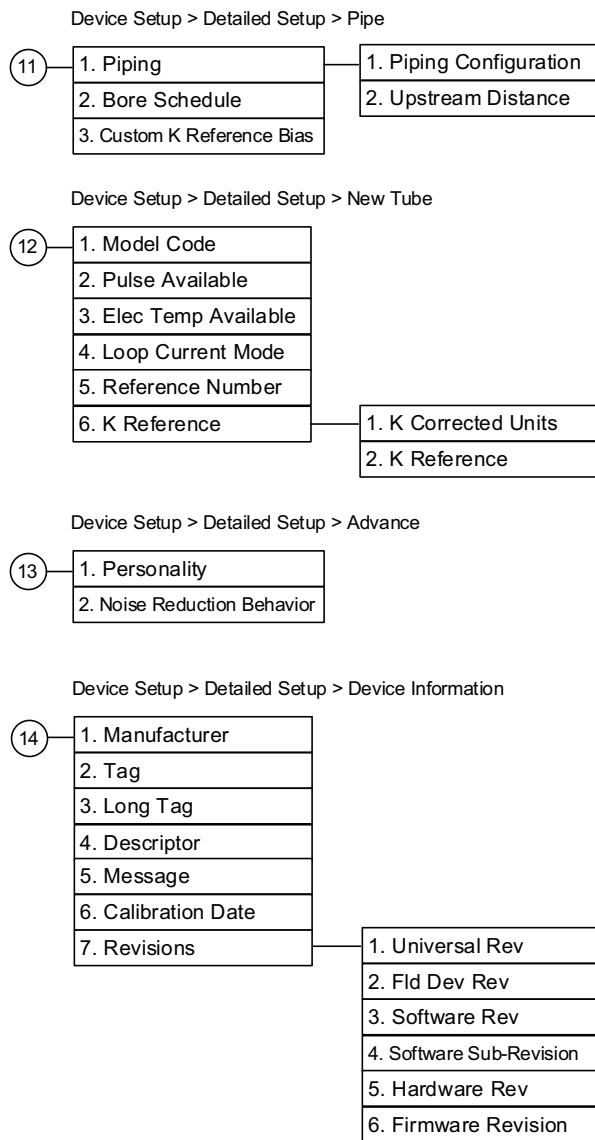 Device Setup > Detailed Setup > Pipe
11
1. Piping
2. Bore Schedule
3. Custom K Reference Bias
1. Piping Configuration
2. Upstream Distance
Device Setup > Detailed Setup > New Tube
12
1. Model Code
2. Pulse Available
3. Elec Temp Available
4. Loop Current Mode
5. Reference Number
6. K Reference
1. K Corrected Units
2. K Reference
Device Setup > Detailed Setup > Advance
13
1. Personality
2. Noise Reduction Behavior
Device Setup > Detailed Setup > Device Information
14
1. Manufacturer
2. Tag
3. Long Tag
4. Descriptor
5. Message
6. Calibration Date
7. Revisions
1. Universal Rev
2. Fld Dev Rev
3. Software Rev
4. Software Sub-Revision
5. Hardware Rev
6. Firmware Revision